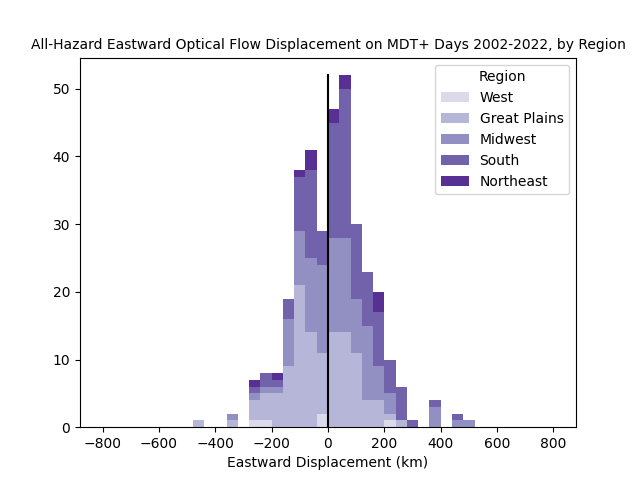 All-Hazard Eastward Optical Flow Displacement on MDT+ Days 2002-2022, by Region
50
40
30
20
10
0
−800 −600 −400 −200 0 200 400 600 800
Eastward Displacement (km)
Region
West
Great Plains
Midwest
South
Northeast